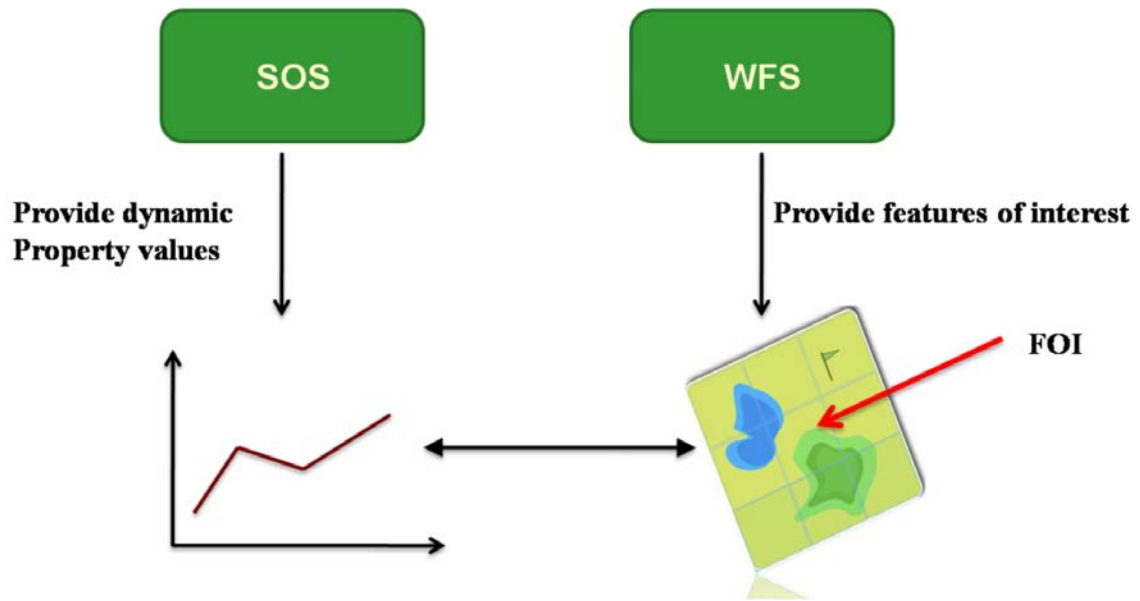 SOS
WFS
Provide dynamic
Property values
Provide features of interest
FOI